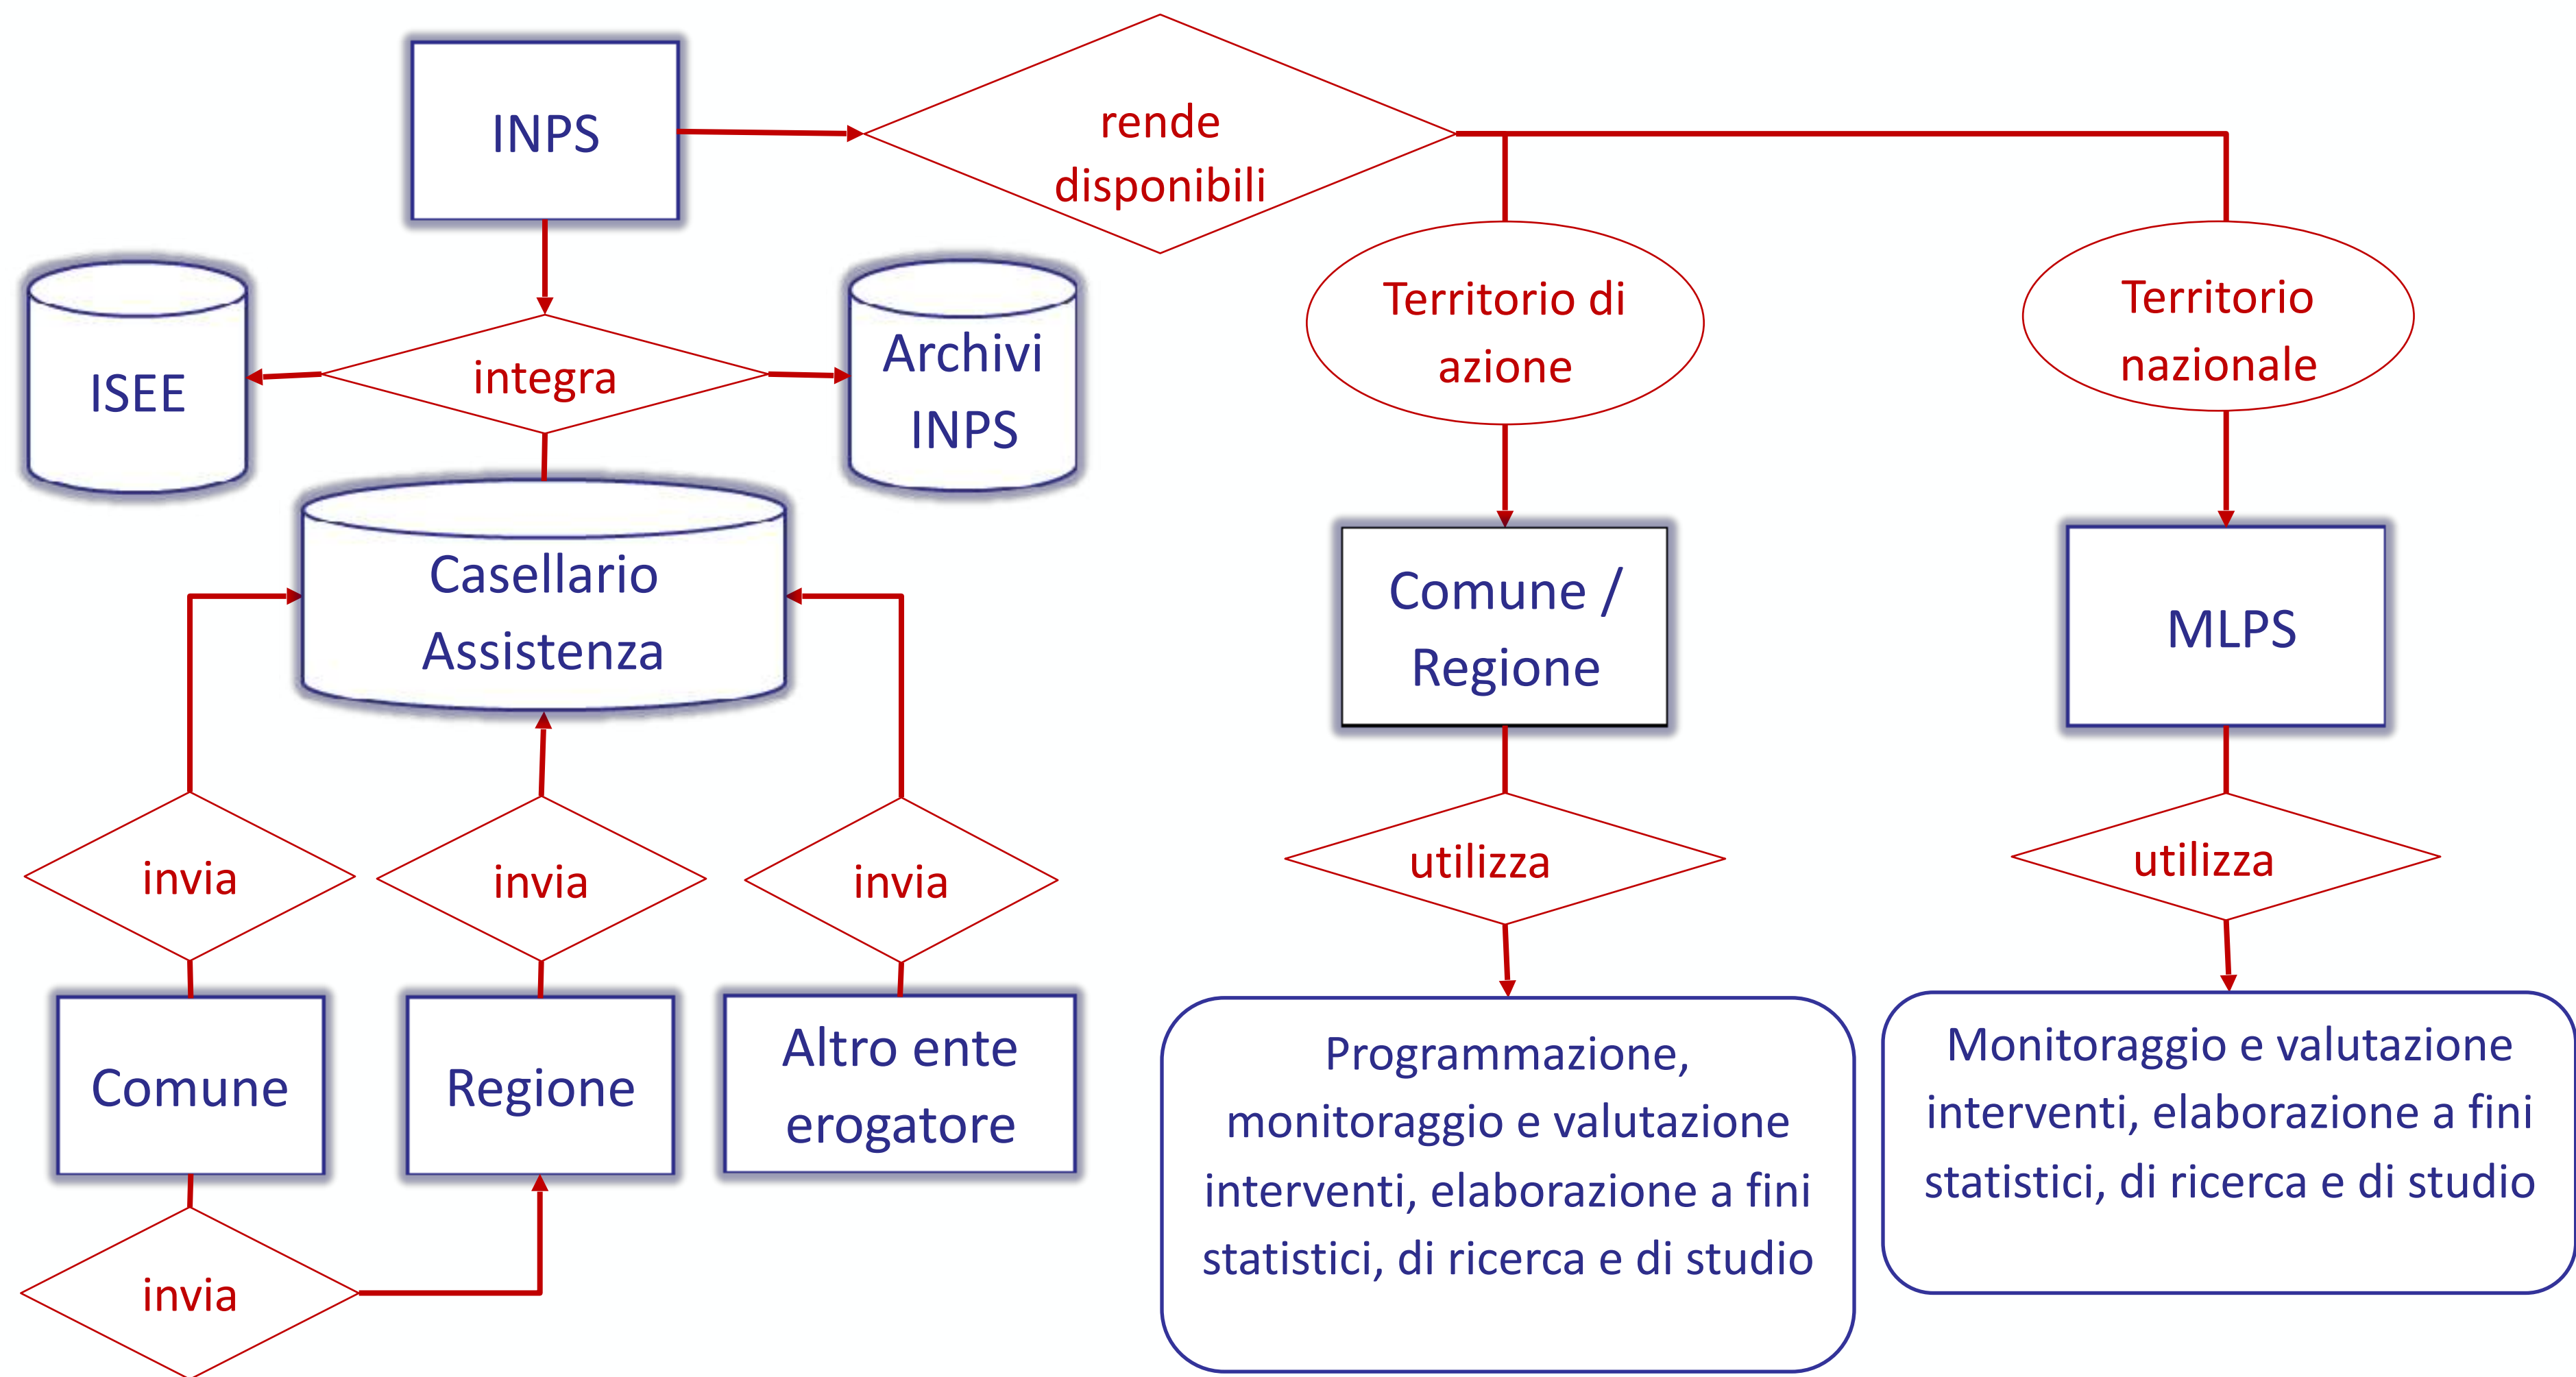 INPS
rende
disponibili
ISEE
integra
Archivi
INPS
Territorio di
azione
Territorio
nazionale
Casellario
Assistenza
Comune /
Regione
MLPS
invia
invia
invia
utilizza
utilizza
Comune
Regione
Altro ente
erogatore
Programmazione,
monitoraggio e valutazione
interventi, elaborazione a fini
statistici, di ricerca e di studio
Monitoraggio e valutazione
interventi, elaborazione a fini
statistici, di ricerca e di studio
invia